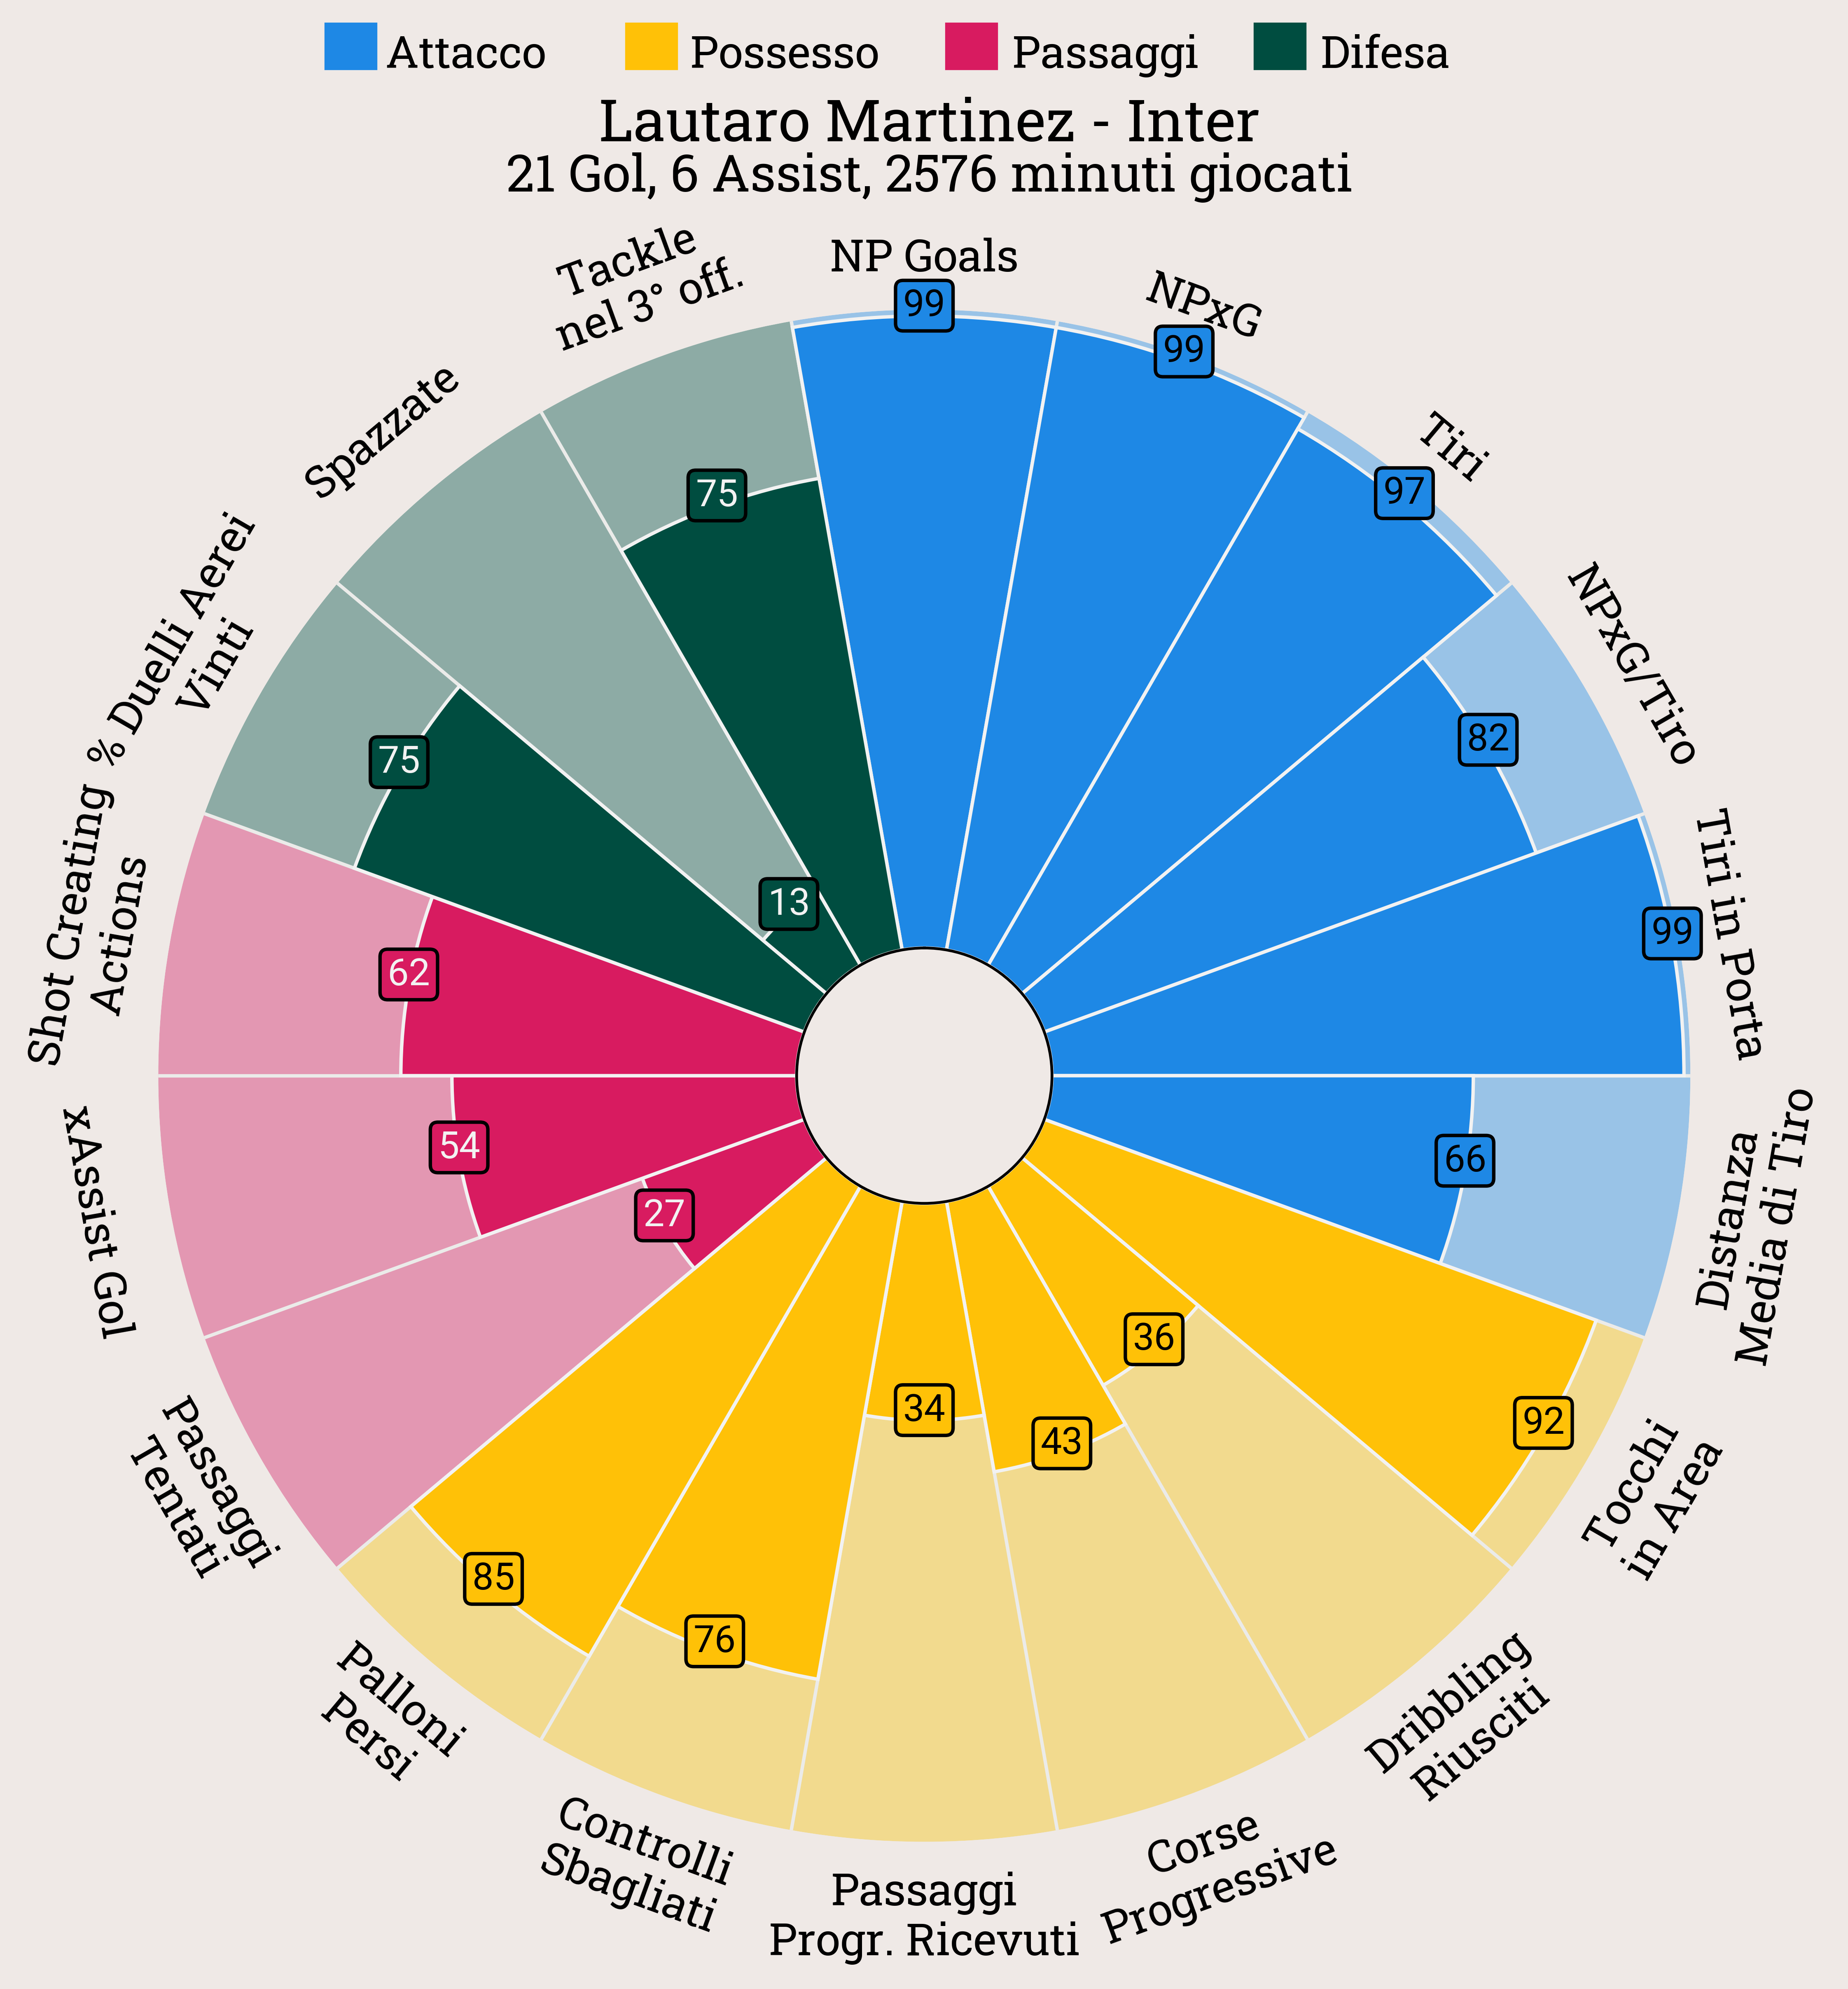 Attacco
Possesso
Passaggi
Difesa
Lautaro Martinez - Inter
21 Gol, 6 Assist, 2576 minuti giocati
NP Goals
99
NPxG
99
Tiri
97
NPxG/Tiro
82
Tiri in Porta
99
Distanza
Media di Tiro
66
Tocchi
in Area
92
Dribbling
Riusciti
36
Corse
Progressive
43
Passaggi
Progr. Ricevuti
34
Controlli
Sbagliati
76
Palloni
Persi
85
Passaggi
Tentati
27
xAssist Gol
54
Shot Creating
Actions
62
% Duelli Aerei
Vinti
75
Spazzate
13
Tackle
nel 3° off.
75